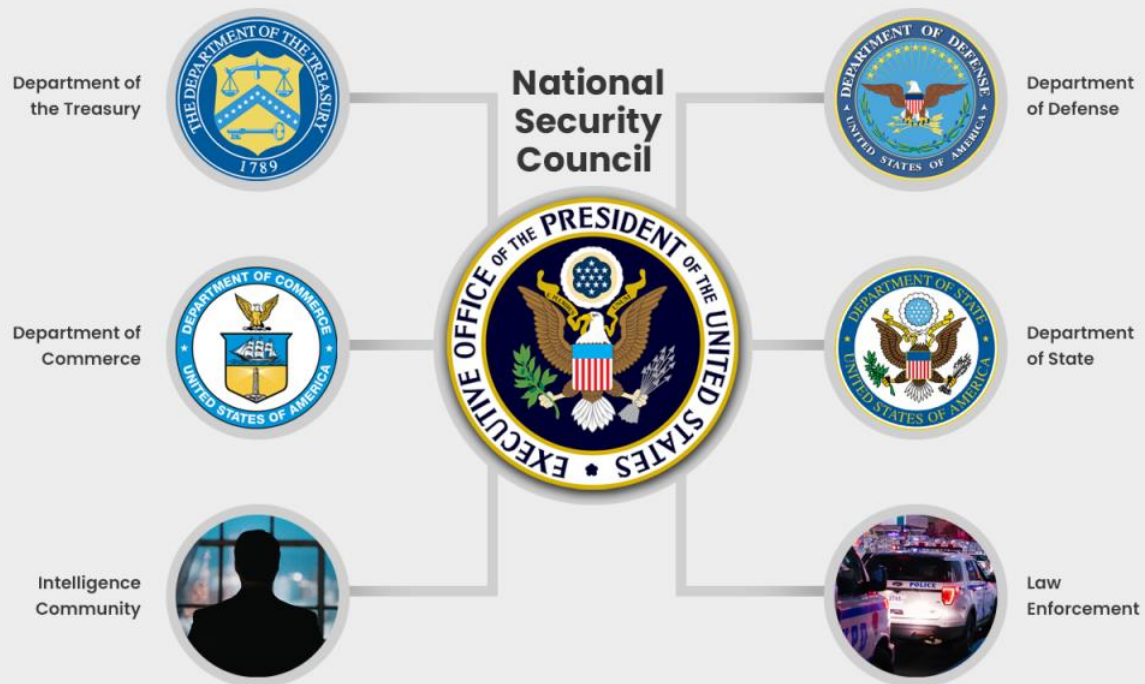 National
Security
Council
Department of
the Treasury
THE DEPARTMENT OF THE TREASURY
1789
Department
of Defense
DEPARTMENT OF DEFENSE
UNITED STATES OF AMERICA
EXECUTIVE OFFICE OF THE PRESIDENT OF THE UNITED STATES
Department of
Commerce
DEPARTMENT OF COMMERCE
UNITED STATES OF AMERICA
Department
of State
DEPARTMENT OF STATE
UNITED STATES OF AMERICA
Intelligence
Community
Law
Enforcement
POLICE